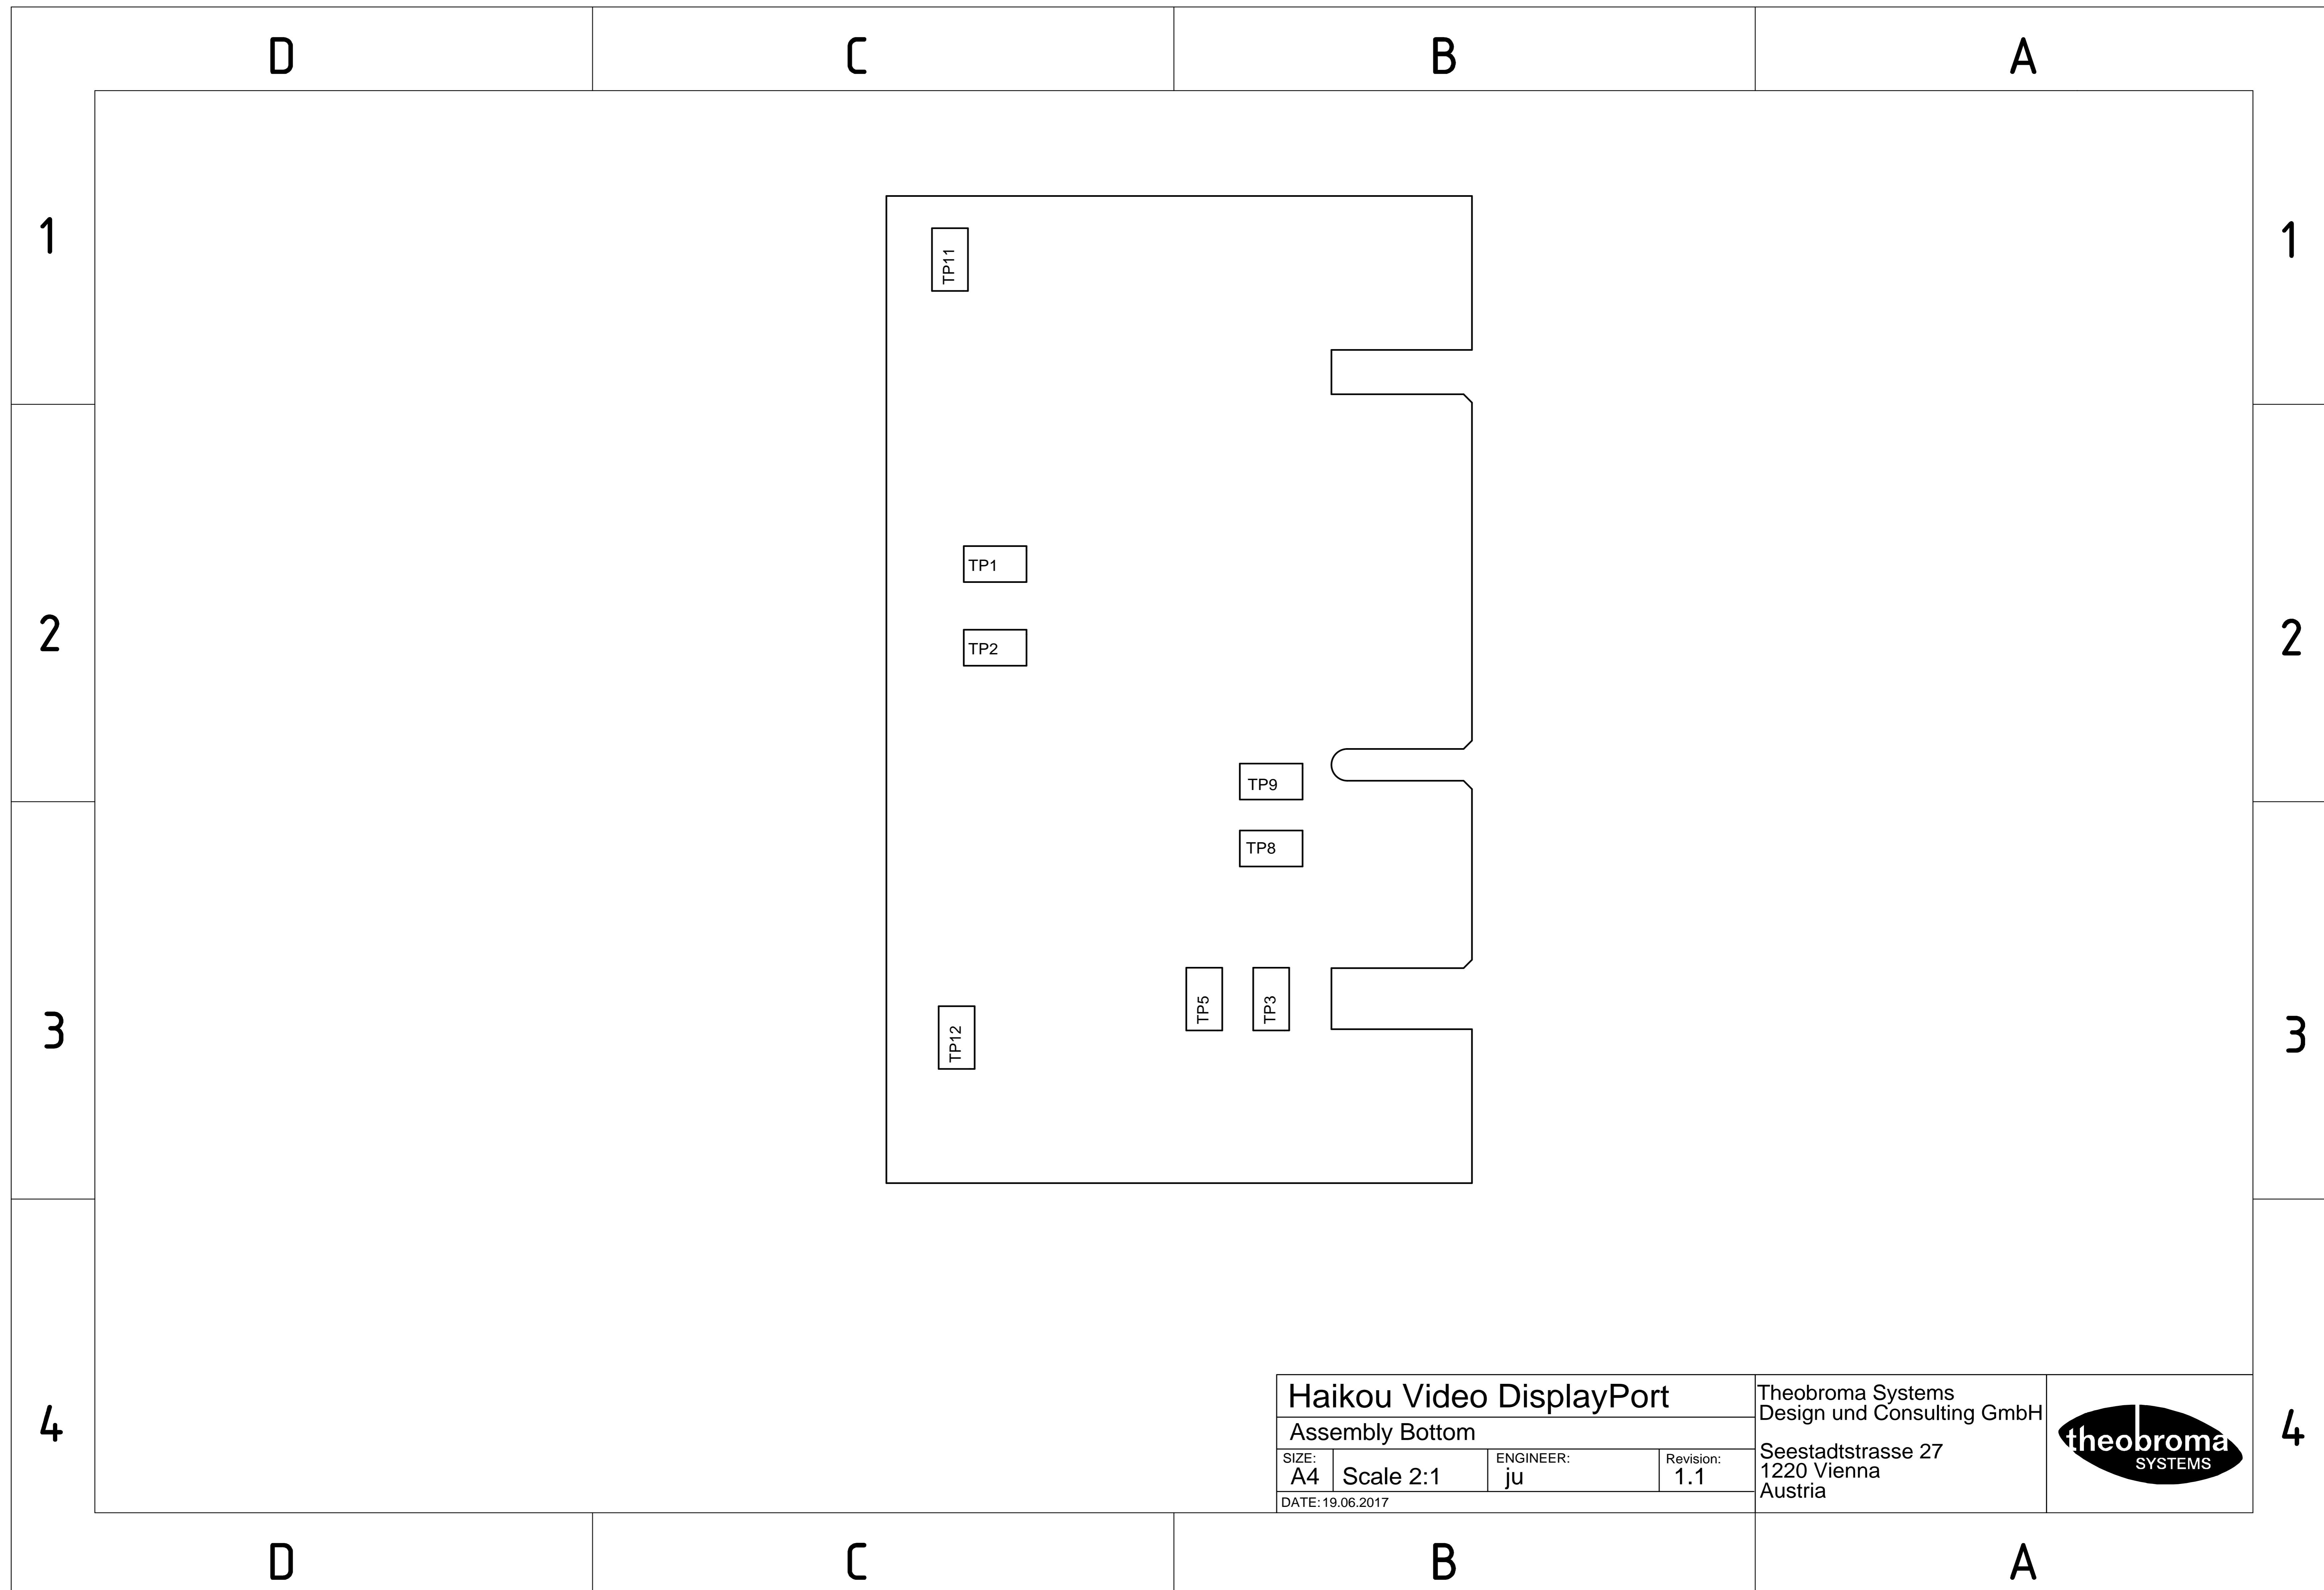 D C B A
1 1
TP11
TP1
2 2
TP2
TP9
TP8
TP5 TP3
3 3
TP12
4 4
Haikou Video DisplayPort
Assembly Bottom
SIZE:
A4
Scale 2:1
ENGINEER:
ju
Revision:
1.1
DATE: 19.06.2017
Theobroma Systems
Design und Consulting GmbH
Seestadtstrasse 27
1220 Vienna
Austria
theobroma
SYSTEMS
D C B A